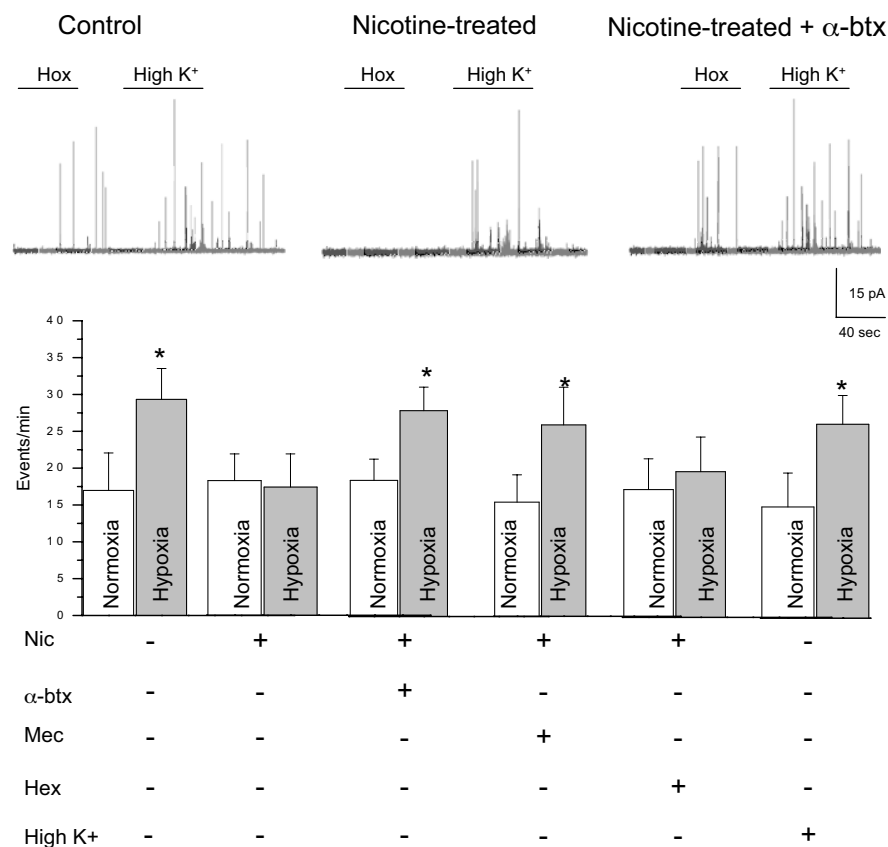 Control Nicotine-treated Nicotine-treated + α-btx
Hox High K+ Hox High K+ Hox High K+
15 pA
40 sec
40
35
30
25
20
15
10
5
0
Events/min
* * * *
Normoxia Hypoxia Normoxia Hypoxia Normoxia Hypoxia Normoxia Hypoxia Normoxia Hypoxia Normoxia Hypoxia
Nic - + + + + -
α-btx - - + - - -
Mec - - - + - -
Hex - - - - + -
High K+ - - - - - +